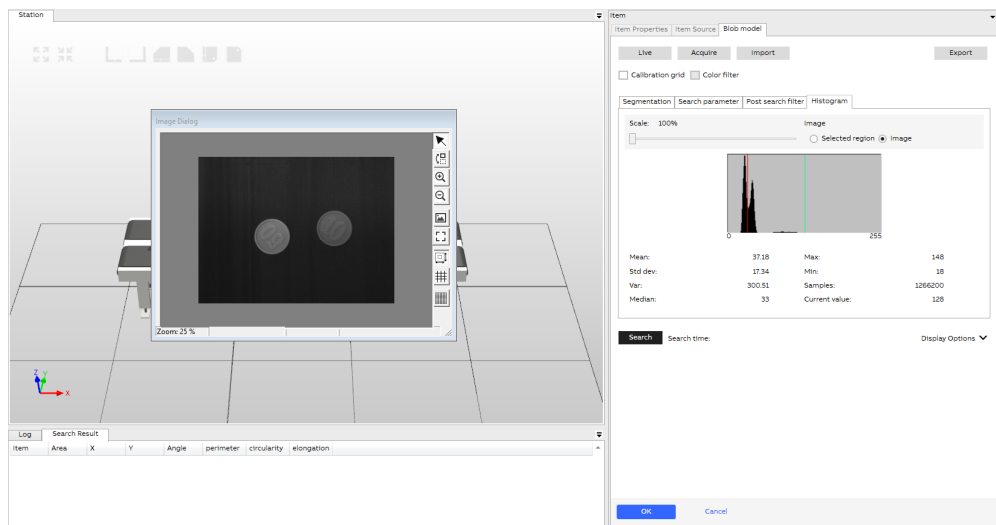 Station
Item
Item Properties
Item Source
Blob model
Live
Acquire
Import
Export
Calibration grid
Color filter
Segmentation
Search parameter
Post search filter
Histogram
Scale: 100%
Image
Selected region
Image
0
255
Mean: 37.18
Max: 148
Std dev: 17.34
Min: 18
Var: 300.51
Samples: 1266200
Median: 33
Current value: 128
Search
Search time:
Display Options
Image Dialog
Zoom: 25 %
Z
Y
X
Log
Search Result
Item
Area
X
Y
Angle
perimeter
circularity
elongation
OK
Cancel